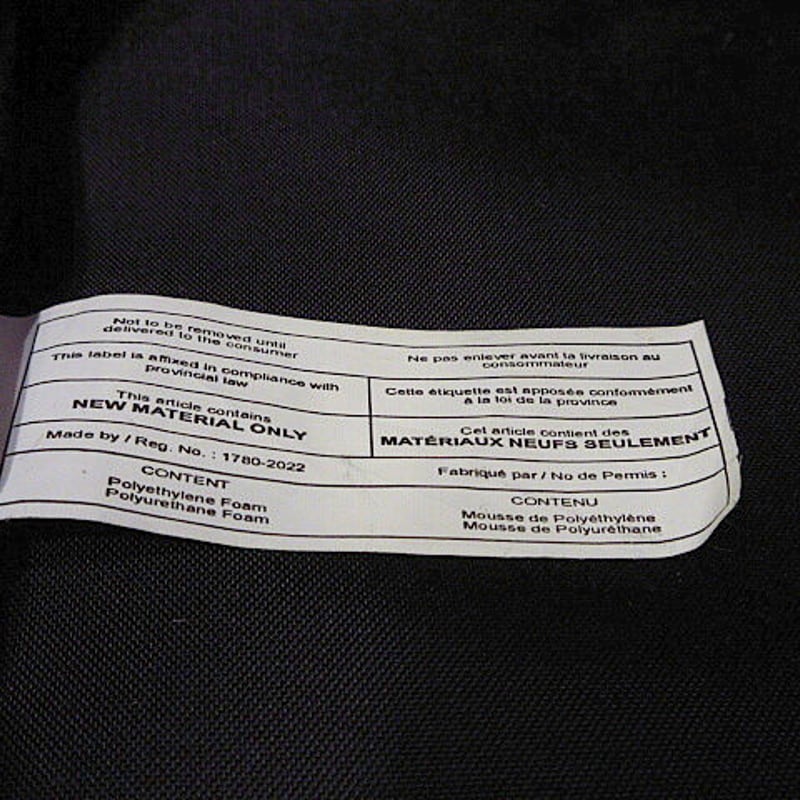 Not to be removed until
delivered to the consumer
Ne pas enlever avant la livraison au
consommateur
This label is affixed in compliance with
provincial law
Cette étiquette est apposée conformément
à la loi de la province
This article contains
NEW MATERIAL ONLY
Cet article contient des
MATÉRIAUX NEUFS SEULEMENT
Made by / Reg. No. : 1780-2022
Fabriqué par / No de Permis :
CONTENT
Polyethylene Foam
Polyurethane Foam
CONTENU
Mousse de Polyéthylène
Mousse de Polyuréthane